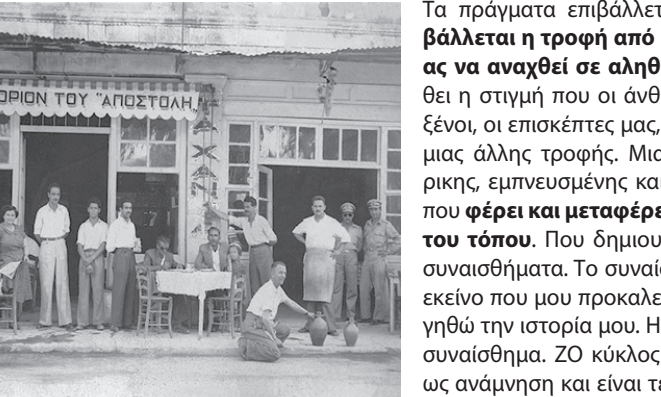 ΟΡΙΟΝ ΤΟΥ "ΑΠΟΣΤΟΛΗ"
Τα πράγματα επιβάλλετ
βάλλεται η τροφή από
ας να αναχθεί σε αληθ
θει η στιγμή που οι άνθ
ξένοι, οι επισκέπτες μας,
μιας άλλης τροφής. Μια
ρικης, εμπνευσμένης και
που φέρει και μεταφέρε
του τόπου. Που δημιου
συναισθήματα. Το συναίσ
εκείνο που μου προκαλε
γηθώ την ιστορία μου. Η
συναίσθημα. ΖΟ κύκλος
ως ανάμνηση και είναι τε